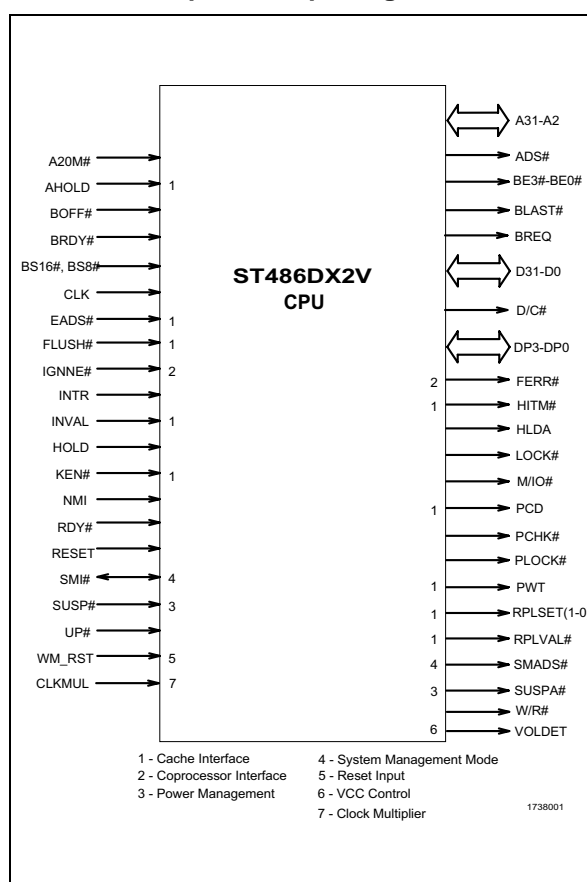 A20M#
AHOLD 1
BOFF#
BRDY#
BS16#, BS8#
CLK
EADS# 1
FLUSH# 1
IGNNE# 2
INTR
INVAL 1
HOLD
KEN# 1
NMI
RDY#
RESET
SMI# 4
SUSP# 3
UP#
WM_RST 5
CLKMUL 7
ST486DX2V
CPU
A31-A2
ADS#
BE3#-BE0#
BLAST#
BREQ
D31-D0
D/C#
DP3-DP0
2 FERR#
1 HITM#
HLDA
LOCK#
M/IO#
1 PCD
PCHK#
PLOCK#
1 PWT
1 RPLSET(1-0
1 RPLVAL#
4 SMADS#
3 SUSPA#
W/R#
6 VOLDET
1 - Cache Interface
2 - Coprocessor Interface
3 - Power Management
4 - System Management Mode
5 - Reset Input
6 - VCC Control
7 - Clock Multiplier
1738001